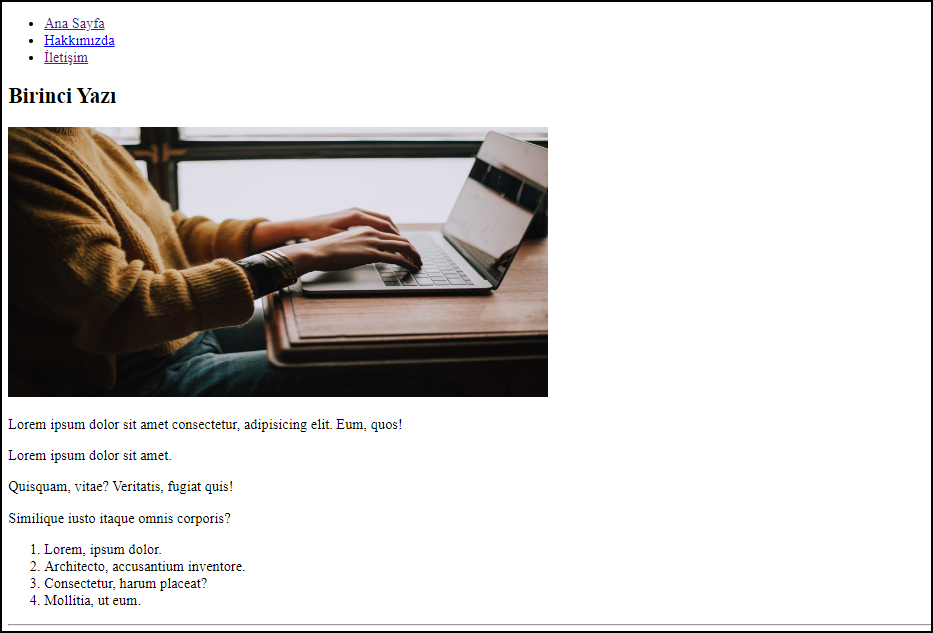 Ana Sayfa
Hakkımızda
İletişim
Birinci Yazı
Lorem ipsum dolor sit amet consectetur, adipisicing elit. Eum, quos!
Lorem ipsum dolor sit amet.
Quisquam, vitae? Veritatis, fugiat quis!
Similique iusto itaque omnis corporis?
1. Lorem, ipsum dolor.
2. Architecto, accusantium inventore.
3. Consectetur, harum placeat?
4. Mollitia, ut eum.